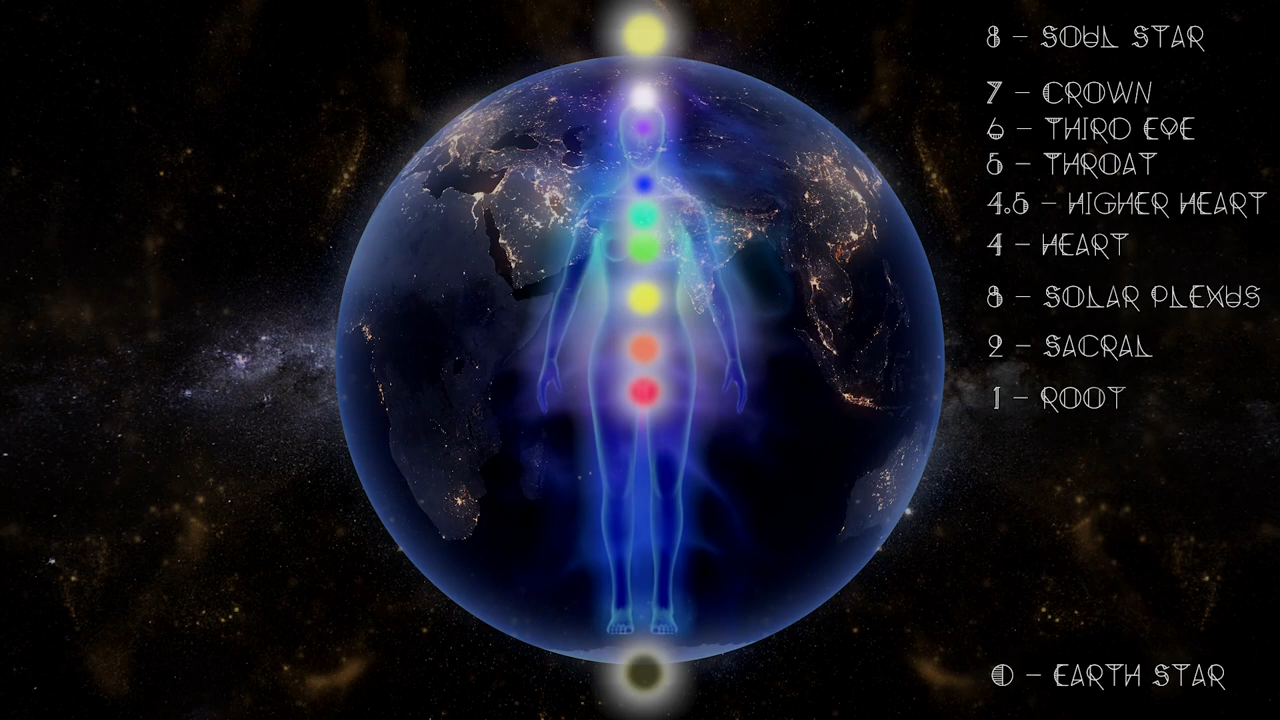 8 – SOUL STAR
7 – CROWN
6 – THIRD EYE
5 – THROAT
4.5 – HIGHER HEART
4 – HEART
3 – SOLAR PLEXUS
2 – SACRAL
1 – ROOT
0 – EARTH STAR